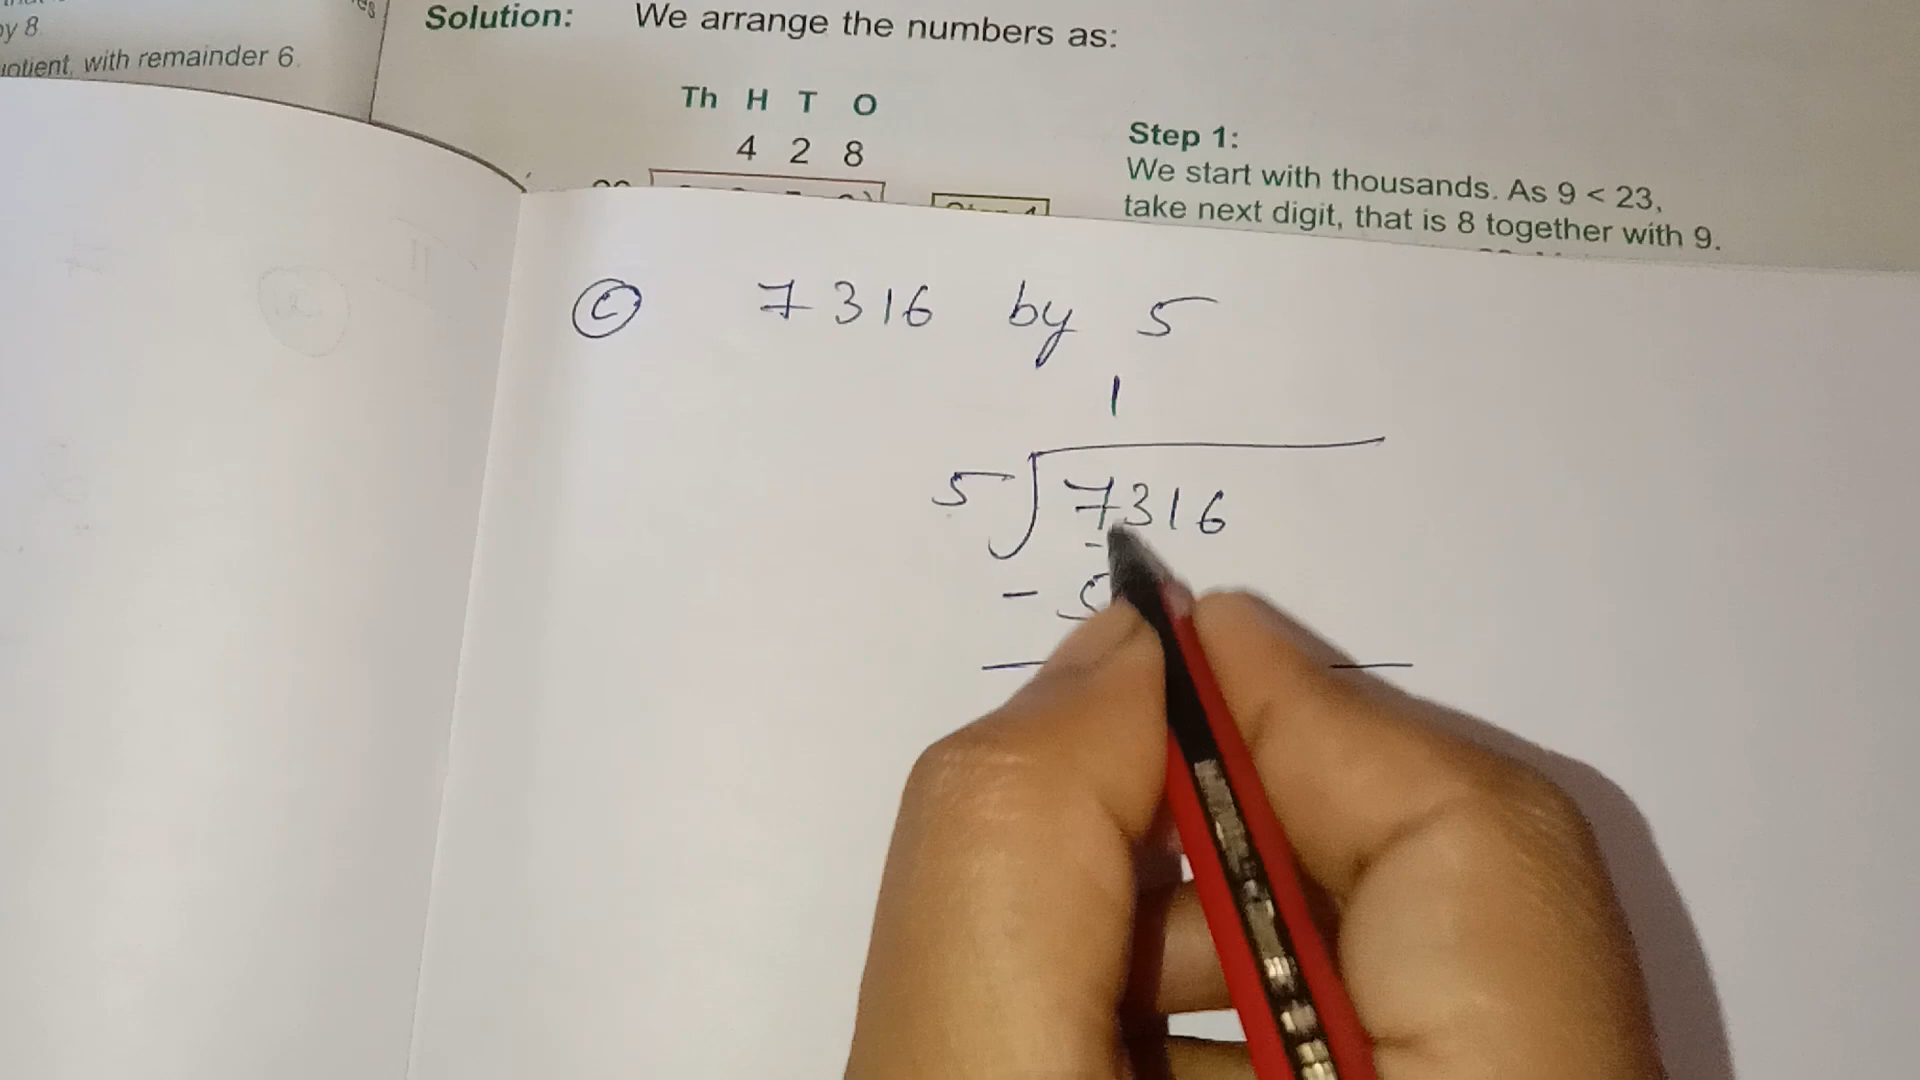 by 8
with remainder 6.
Solution: We arrange the numbers as:
Th H T O
4 2 8
Step 1:
We start with thousands. As 9 < 23,
take next digit, that is 8 together with 9.
C 7316 by 5
1
5 7316
- 5